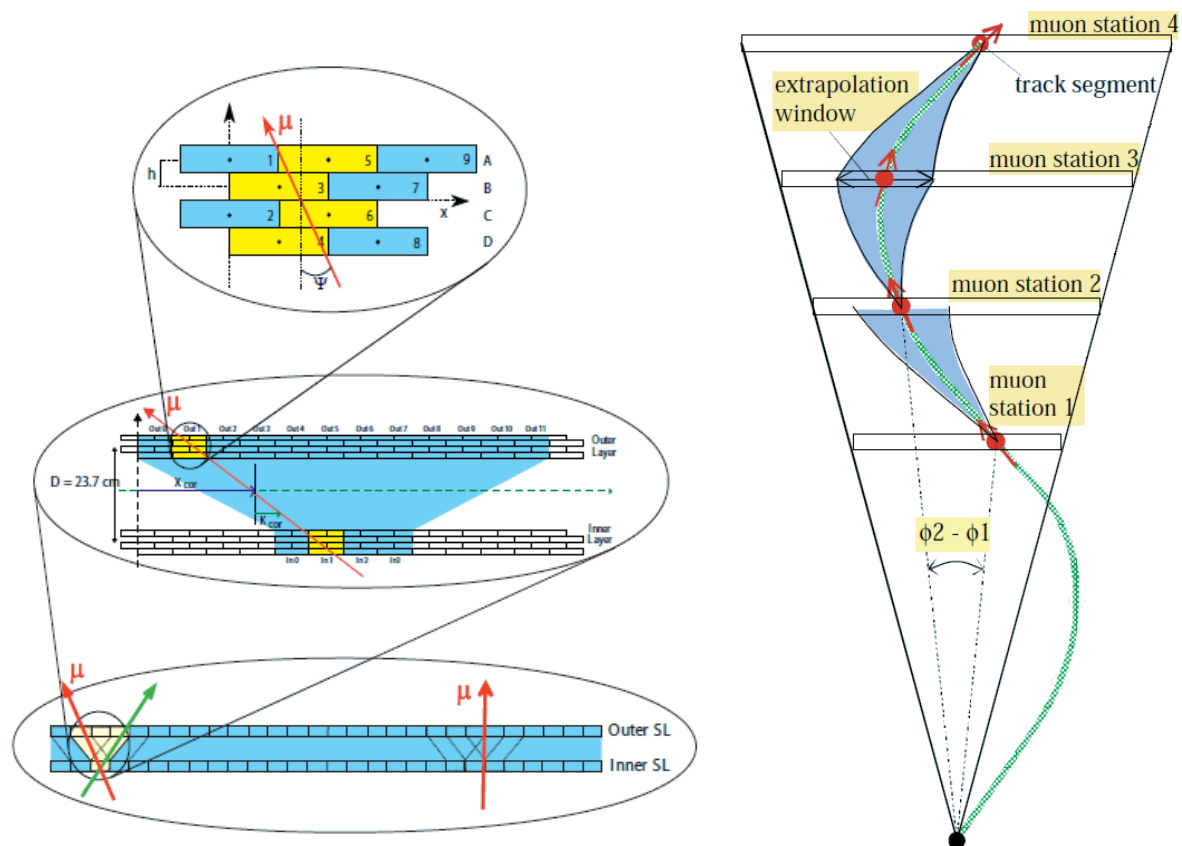 μ
1 5 9 A
h
3 7 B
x
2 6 C
4 8 D
Ψ
μ
Out 0 Out 1 Out 2 Out 3 Out 4 Out 5 Out 6 Out 7 Out 8 Out 9 Out 10 Out 11
Outer
Layer
D = 23.7 cm
X cor
K cor
Inner
Layer
In0 In1 In2 In3
μ
μ
Outer SL
Inner SL
muon station 4
track segment
extrapolation
window
muon station 3
muon station 2
muon
station 1
ϕ2 - ϕ1